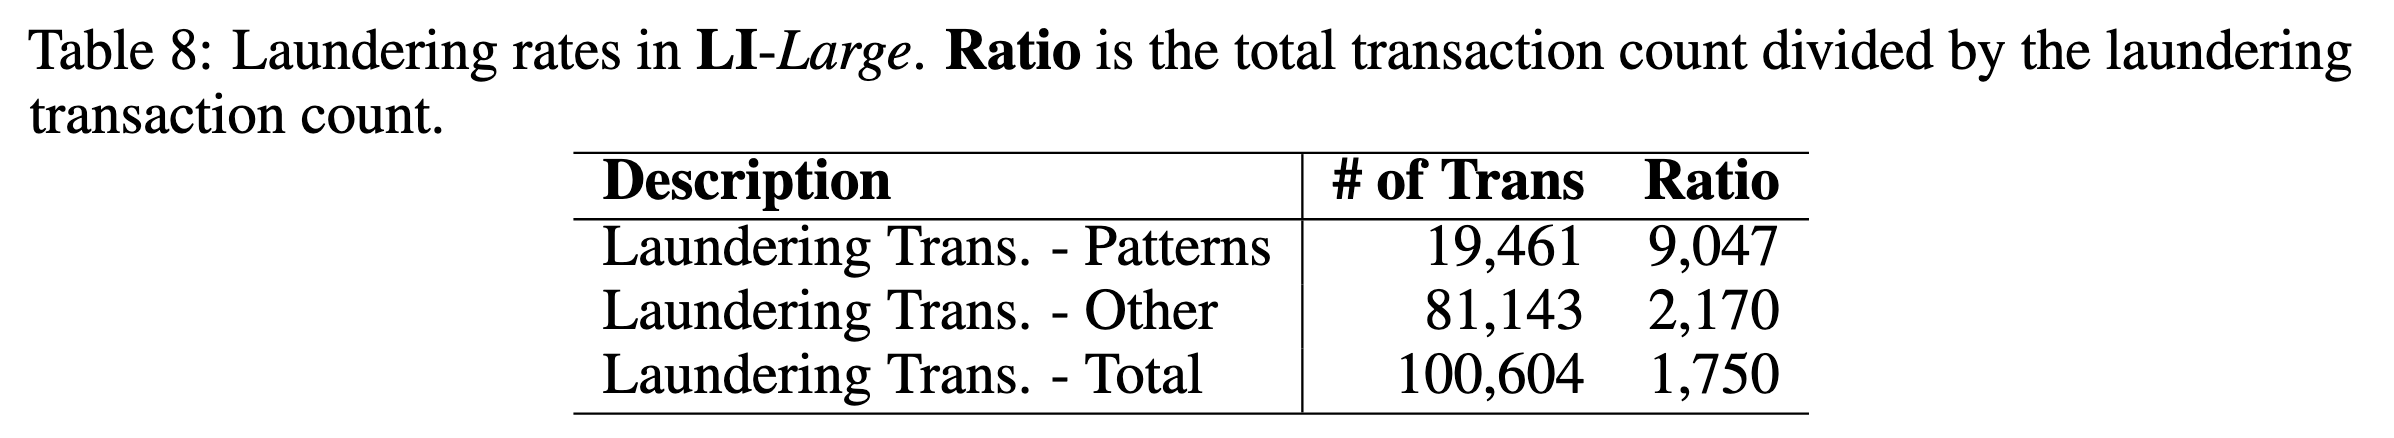 Table 8: Laundering rates in LI-Large. Ratio is the total transaction count divided by the laundering
transaction count.
Description # of Trans Ratio
Laundering Trans. - Patterns 19,461 9,047
Laundering Trans. - Other 81,143 2,170
Laundering Trans. - Total 100,604 1,750